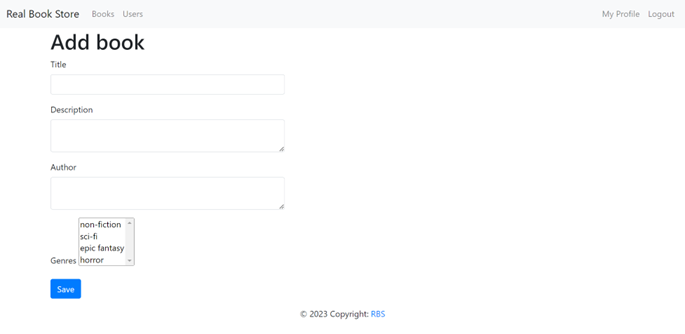 Real Book Store Books Users My Profile Logout
Add book
Title
Description
Author
non-fiction
sci-fi
epic fantasy
Genres horror
Save
© 2023 Copyright: RBS